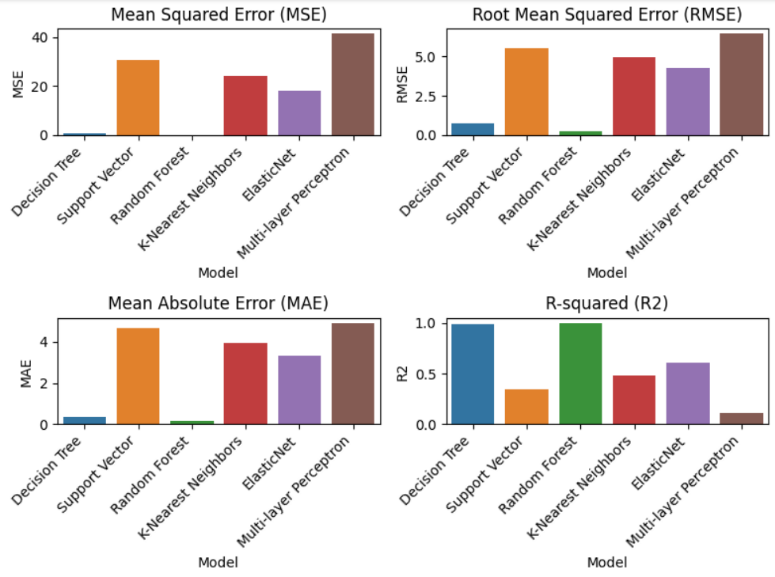 Mean Squared Error (MSE)
MSE
40
20
0
Decision Tree
Support Vector
Random Forest
K-Nearest Neighbors
ElasticNet
Multi-layer Perceptron
Model
Root Mean Squared Error (RMSE)
RMSE
5.0
2.5
0.0
Decision Tree
Support Vector
Random Forest
K-Nearest Neighbors
ElasticNet
Multi-layer Perceptron
Model
Mean Absolute Error (MAE)
MAE
4
2
0
Decision Tree
Support Vector
Random Forest
K-Nearest Neighbors
ElasticNet
Multi-layer Perceptron
Model
R-squared (R2)
R2
1.0
0.5
0.0
Decision Tree
Support Vector
Random Forest
K-Nearest Neighbors
ElasticNet
Multi-layer Perceptron
Model